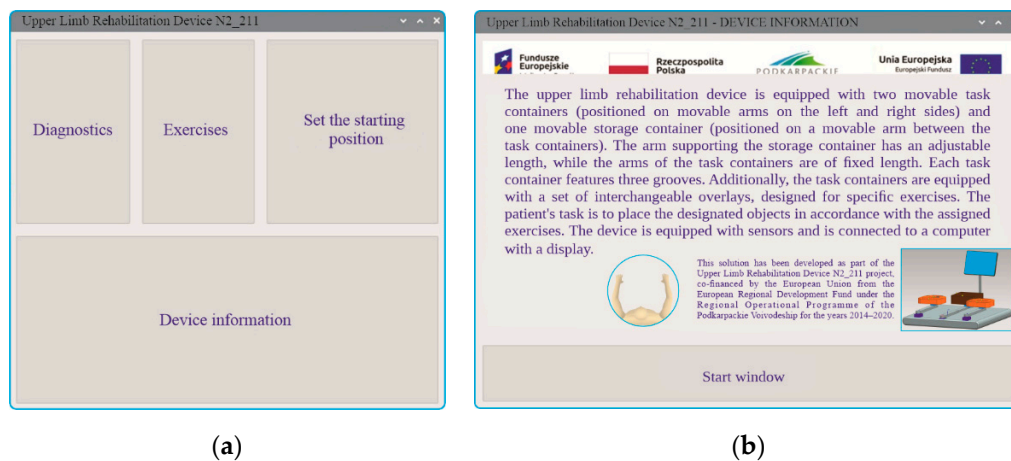 Upper Limb Rehabilitation Device N2_211
Diagnostics
Exercises
Set the starting
position
Device information
(a)
Upper Limb Rehabilitation Device N2_211 - DEVICE INFORMATION
Fundusze
Europejskie
Rzeczpospolita
Polska
PODKARPACKIE
Unia Europejska
Europejski Fundusz
The upper limb rehabilitation device is equipped with two movable task
containers (positioned on movable arms on the left and right sides) and
one movable storage container (positioned on a movable arm between the
task containers). The arm supporting the storage container has an adjustable
length, while the arms of the task containers are of fixed length. Each task
container features three grooves. Additionally, the task containers are equipped
with a set of interchangeable overlays, designed for specific exercises. The
patient's task is to place the designated objects in accordance with the assigned
exercises. The device is equipped with sensors and is connected to a computer
with a display.
This solution has been developed as part of the
Upper Limb Rehabilitation Device N2_211 project,
co-financed by the European Union from the
European Regional Development Fund under the
Regional Operational Programme of the
Podkarpackie Voivodeship for the years 2014–2020.
Start window
(b)